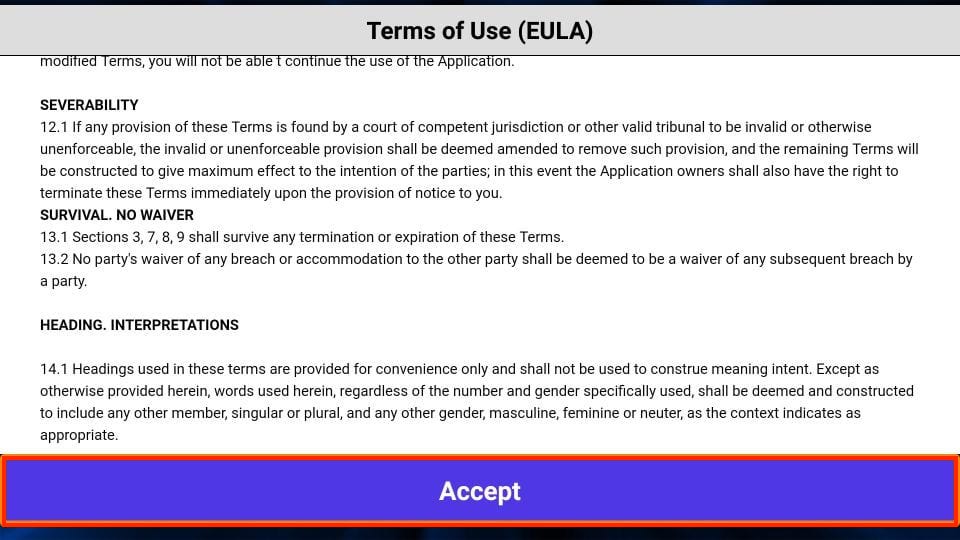 Terms of Use (EULA)
modified Terms, you will not be able t continue the use of the Application.
SEVERABILITY
12.1 If any provision of these Terms is found by a court of competent jurisdiction or other valid tribunal to be invalid or otherwise
unenforceable, the invalid or unenforceable provision shall be deemed amended to remove such provision, and the remaining Terms will
be constructed to give maximum effect to the intention of the parties; in this event the Application owners shall also have the right to
terminate these Terms immediately upon the provision of notice to you.
SURVIVAL. NO WAIVER
13.1 Sections 3, 7, 8, 9 shall survive any termination or expiration of these Terms.
13.2 No party's waiver of any breach or accommodation to the other party shall be deemed to be a waiver of any subsequent breach by
a party.
HEADING. INTERPRETATIONS
14.1 Headings used in these terms are provided for convenience only and shall not be used to construe meaning intent. Except as
otherwise provided herein, words used herein, regardless of the number and gender specifically used, shall be deemed and constructed
to include any other member, singular or plural, and any other gender, masculine, feminine or neuter, as the context indicates as
appropriate.
Accept